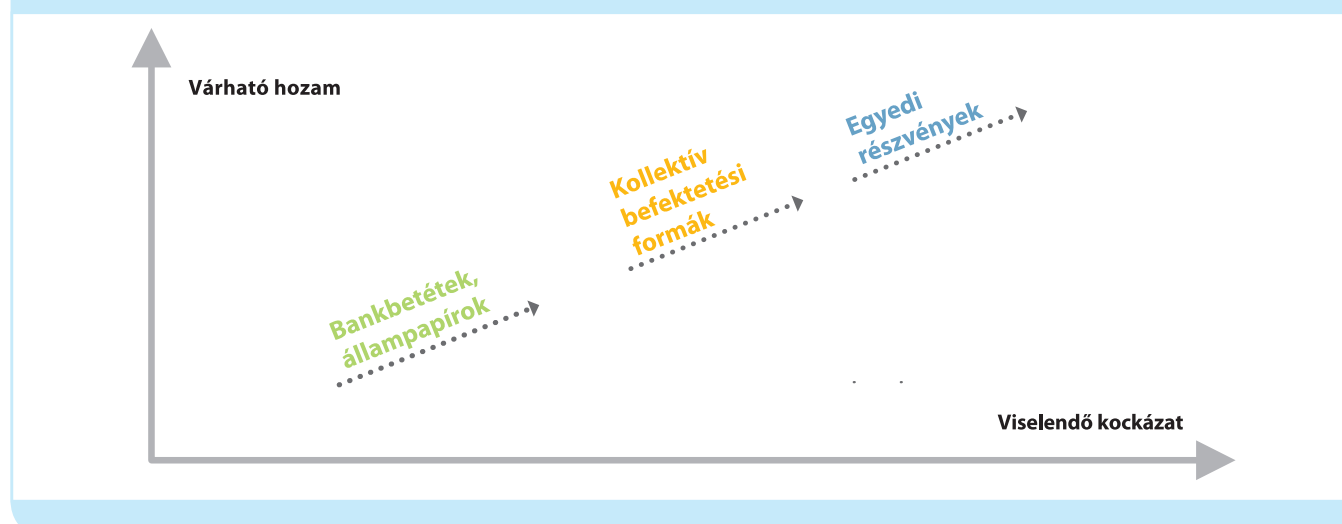 Várható hozam
Egyedi
részvények
Kollektív
befektetési
formák
Bankbetétek,
állampapírok
Viselendő kockázat